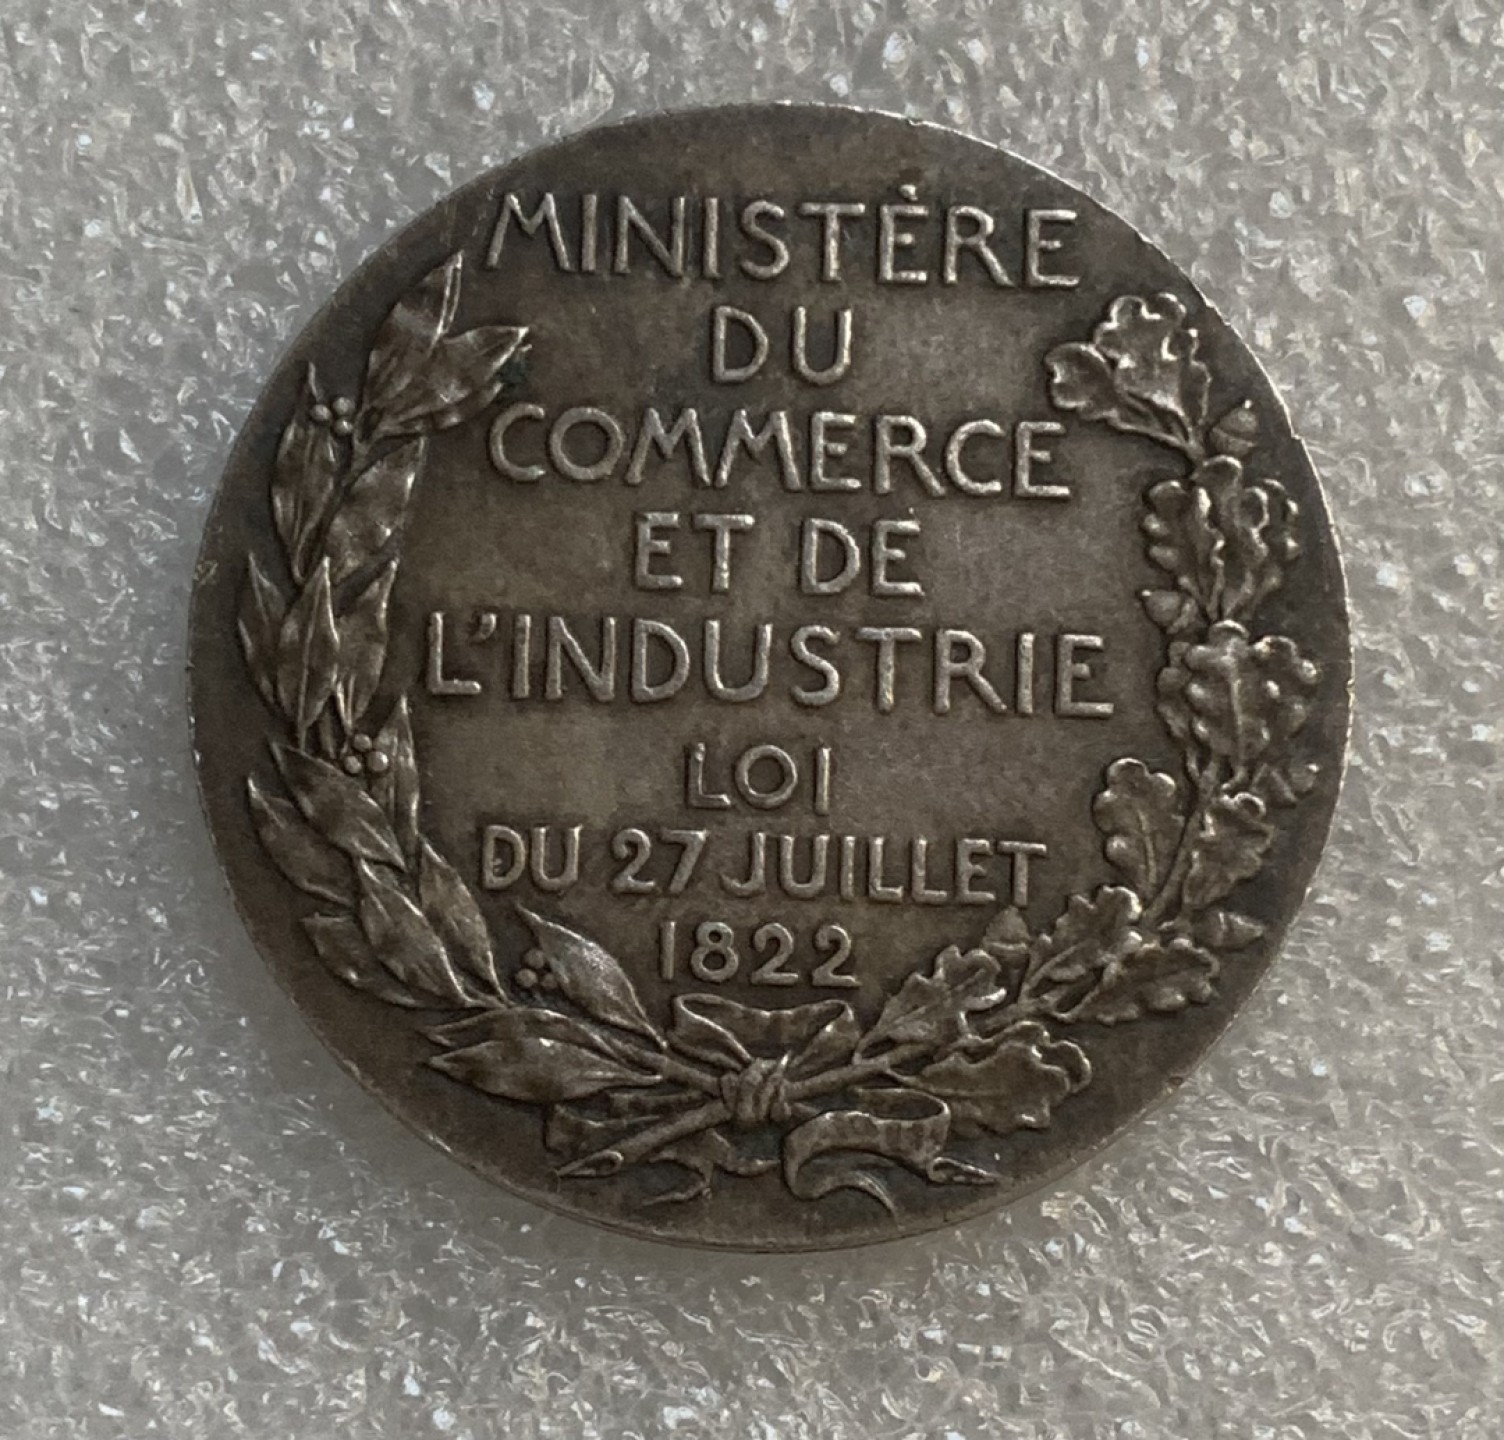 MINISTÈRE
DU
COMMERCE
ET DE
L'INDUSTRIE
LOI
DU 27 JUILLET
1822